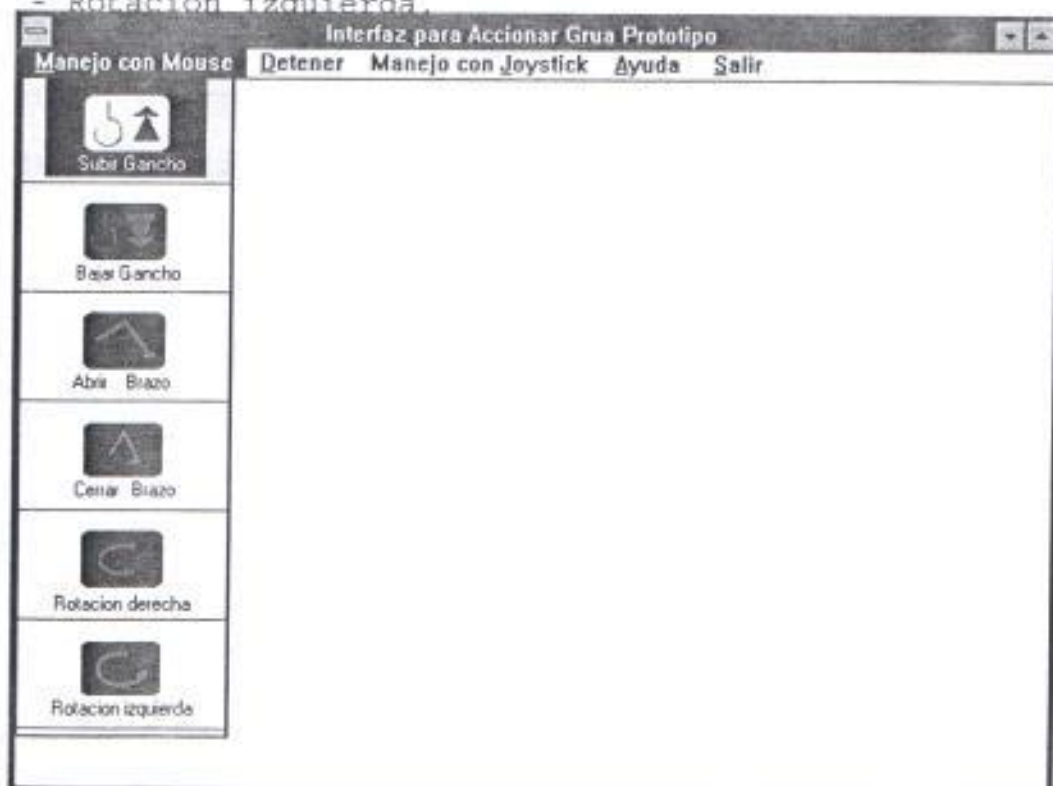 - Rotación izquierda.
Interfaz para Accionar Grua Prototipo
Manejo con Mouse Detener Manejo con Joystick Ayuda Salir
Subir Gancho
Bajar Gancho
Abrir Brazo
Cerrar Brazo
Rotacion derecha
Rotacion izquierda